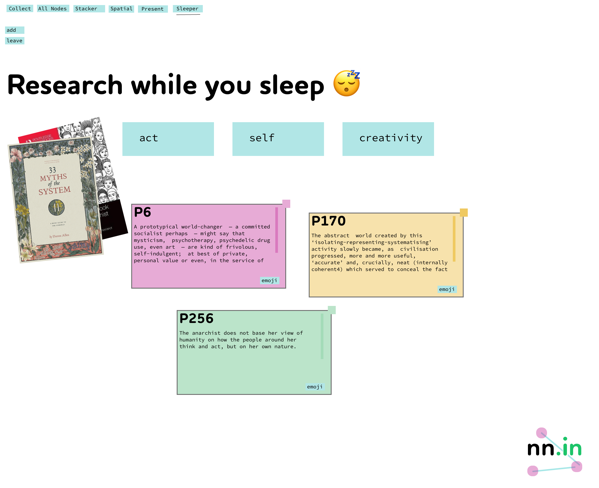 Collect All Nodes Stacker Spatial Present Sleeper
add
leave
Research while you sleep
33
MYTHS
of the
SYSTEM
act
self
creativity
P6
A prototypical world-changer — a committed
socialist perhaps — might say that
mysticism, psychotherapy, psychedelic drug
use, even art — are kind of frivolous,
self-indulgent; at best of private,
personal value or even, in the service of
emoji
P170
The abstract world created by this
'isolating-representing-systematising'
activity slowly became, as civilisation
progressed, more and more useful,
'accurate' and, crucially, neat (internally
coherent4) which served to conceal the fact
emoji
P256
The anarchist does not base her view of
humanity on how the people around her
think and act, but on her own nature.
emoji
nn.in